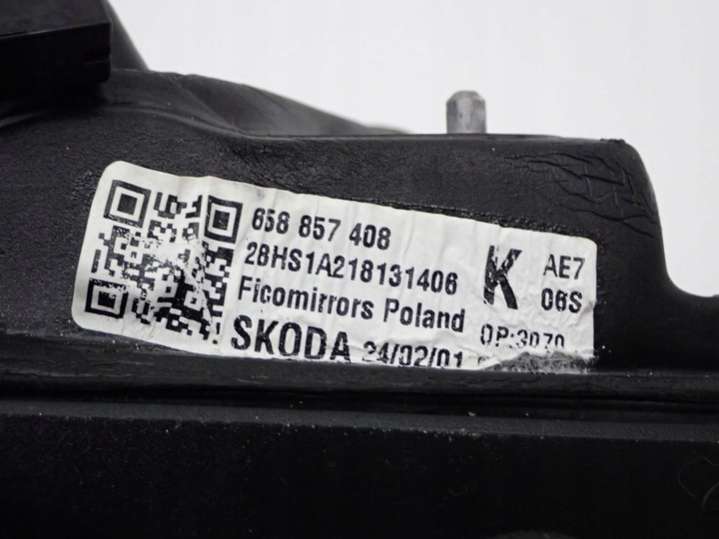 658 857 408
28HS1A218131406
Ficomirrors Poland
SKODA 24/02/01
K
AE7
06S
OP:3070